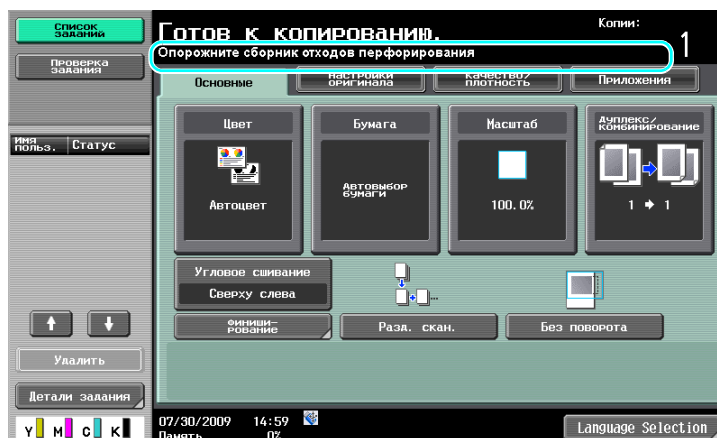 Список
заданий
Готов к копированию.
Копии:
1
Опорожните сборник отходов перфорирования
Проверка
задания
Основные
Настройки
оригинала
Качество/
плотность
Приложения
Имя
польз.
Статус
Цвет
Бумага
Масштаб
Дуплекс/
комбинирование
Автоцвет
Автовыбор
бумаги
100.0%
1 → 1
Угловое сшивание
Сверху слева
Финиши-
рование
Разд. скан.
Без поворота
Удалить
Детали задания
Y M C K
07/30/2009 14:59
Память 0%
Language Selection